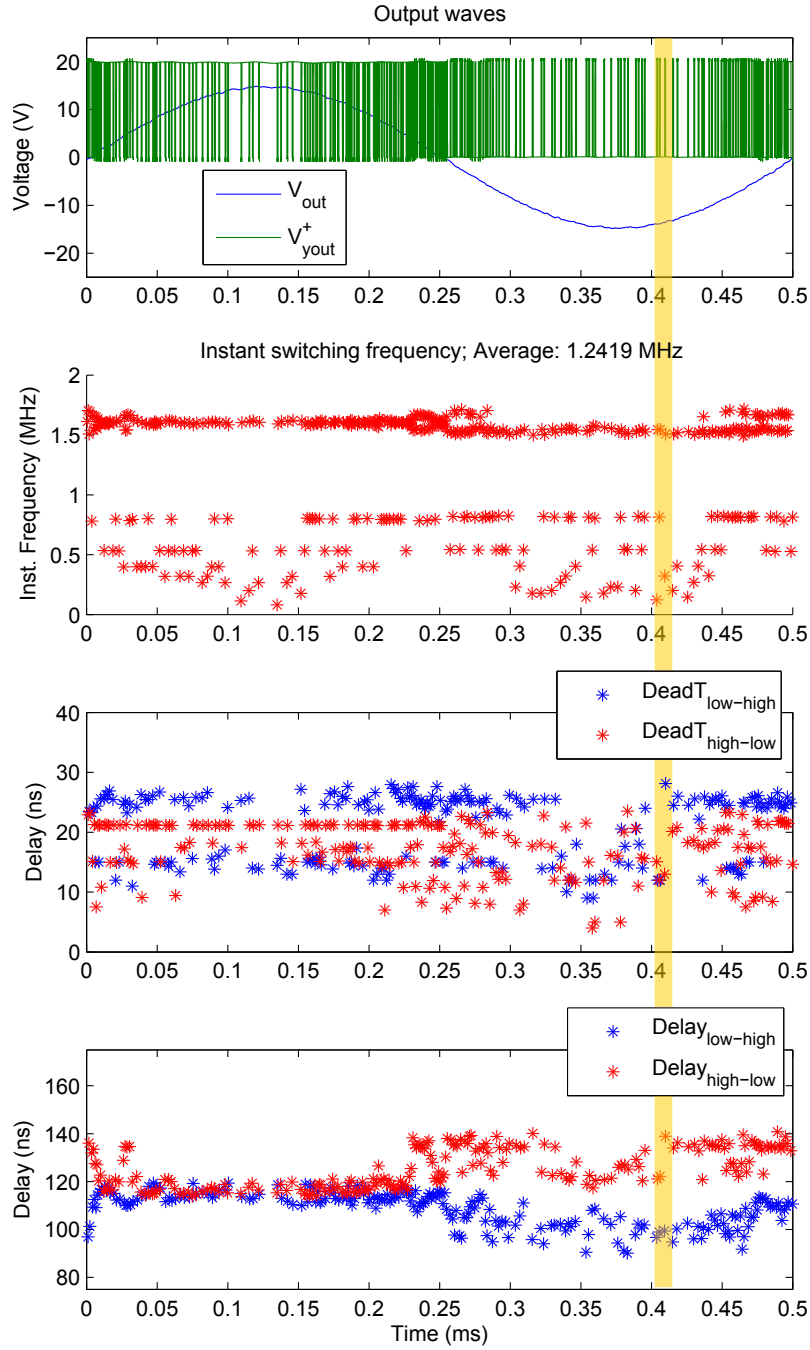 Output waves
Voltage (V)
20
10
0
−10
−20
V_out
V_yout^+
0 0.05 0.1 0.15 0.2 0.25 0.3 0.35 0.4 0.45 0.5
Instant switching frequency; Average: 1.2419 MHz
Inst. Frequency (MHz)
2
1.5
1
0.5
0
0 0.05 0.1 0.15 0.2 0.25 0.3 0.35 0.4 0.45 0.5
DeadT_low−high
DeadT_high−low
Delay (ns)
40
30
20
10
0
0 0.05 0.1 0.15 0.2 0.25 0.3 0.35 0.4 0.45 0.5
Delay_low−high
Delay_high−low
Delay (ns)
160
140
120
100
80
0 0.05 0.1 0.15 0.2 0.25 0.3 0.35 0.4 0.45 0.5
Time (ms)